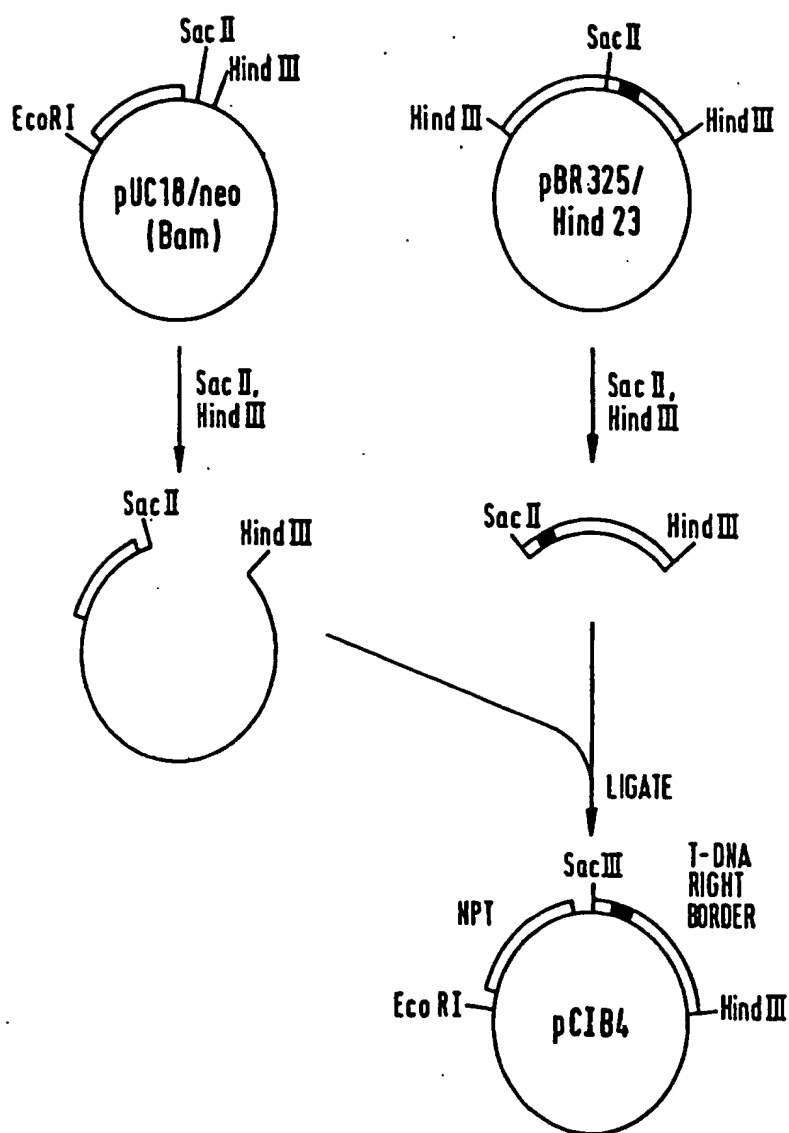 Sac II
Hind III
EcoRI
pUC18/neo
(Bam)
Sac II
Hind III
Hind III
pBR325/
Hind 23
Sac II,
Hind III
Sac II,
Hind III
Sac II
Hind III
Sac II
Hind III
LIGATE
Sac III
T-DNA
RIGHT
BORDER
NPT
Eco RI
Hind III
pCIB4